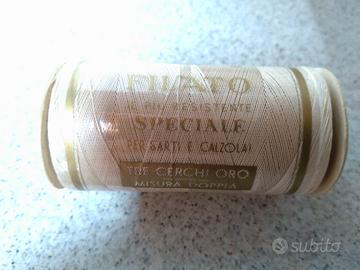 FILATO
IL PIÙ RESISTENTE
SPECIALE
PER SARTI E CALZOLAI
TRE CERCHI ORO
MISURA DOPPIA
subito